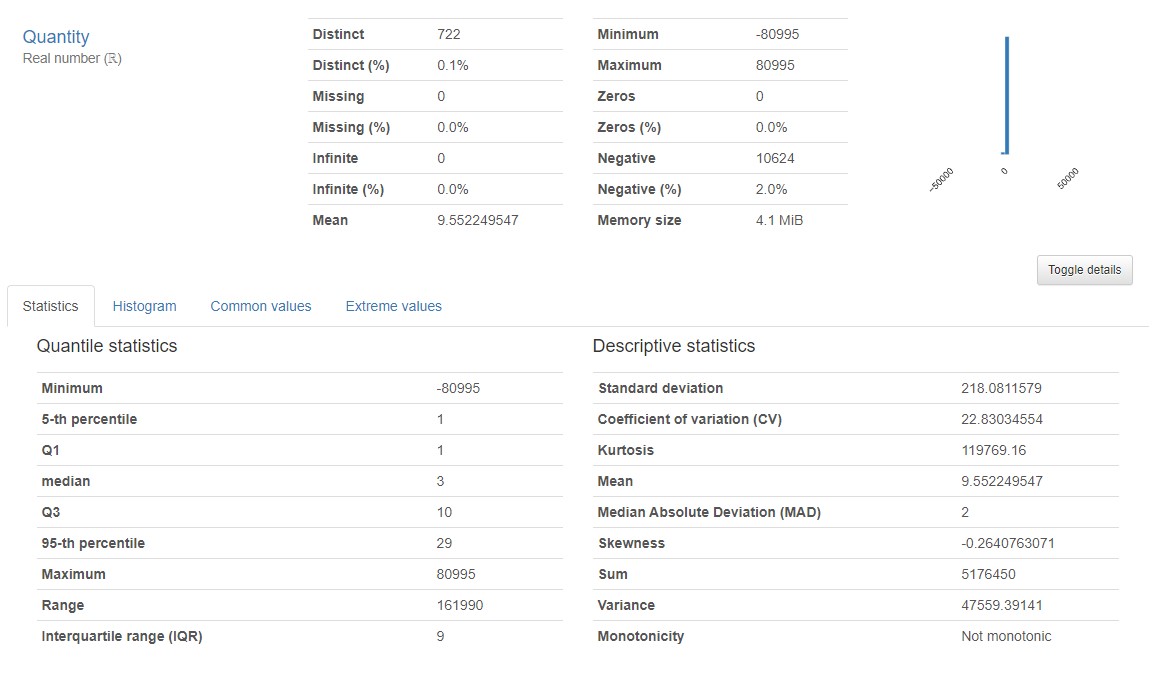 Quantity
Real number (ℝ)
Distinct 722
Distinct (%) 0.1%
Missing 0
Missing (%) 0.0%
Infinite 0
Infinite (%) 0.0%
Mean 9.552249547
Minimum -80995
Maximum 80995
Zeros 0
Zeros (%) 0.0%
Negative 10624
Negative (%) 2.0%
Memory size 4.1 MiB
−50000 0 50000
Toggle details
Statistics Histogram Common values Extreme values
Quantile statistics
Minimum -80995
5-th percentile 1
Q1 1
median 3
Q3 10
95-th percentile 29
Maximum 80995
Range 161990
Interquartile range (IQR) 9
Descriptive statistics
Standard deviation 218.0811579
Coefficient of variation (CV) 22.83034554
Kurtosis 119769.16
Mean 9.552249547
Median Absolute Deviation (MAD) 2
Skewness -0.2640763071
Sum 5176450
Variance 47559.39141
Monotonicity Not monotonic